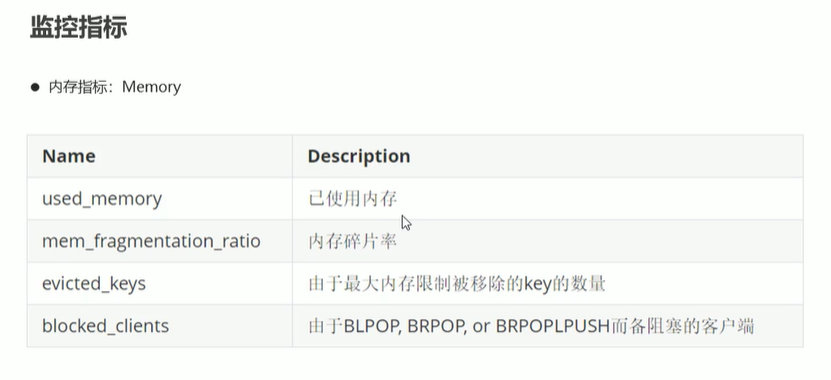 监控指标
● 内存指标：Memory
Name Description
used_memory 已使用内存
mem_fragmentation_ratio 内存碎片率
evicted_keys 由于最大内存限制被移除的key的数量
blocked_clients 由于BLPOP, BRPOP, or BRPOPLPUSH而备阻塞的客户端